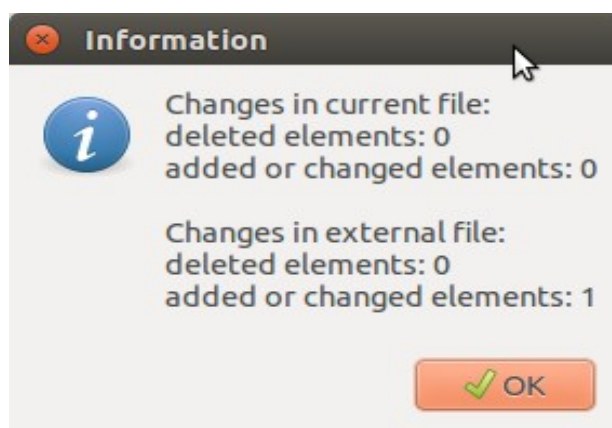 Information
Changes in current file:
deleted elements: 0
added or changed elements: 0
Changes in external file:
deleted elements: 0
added or changed elements: 1
OK